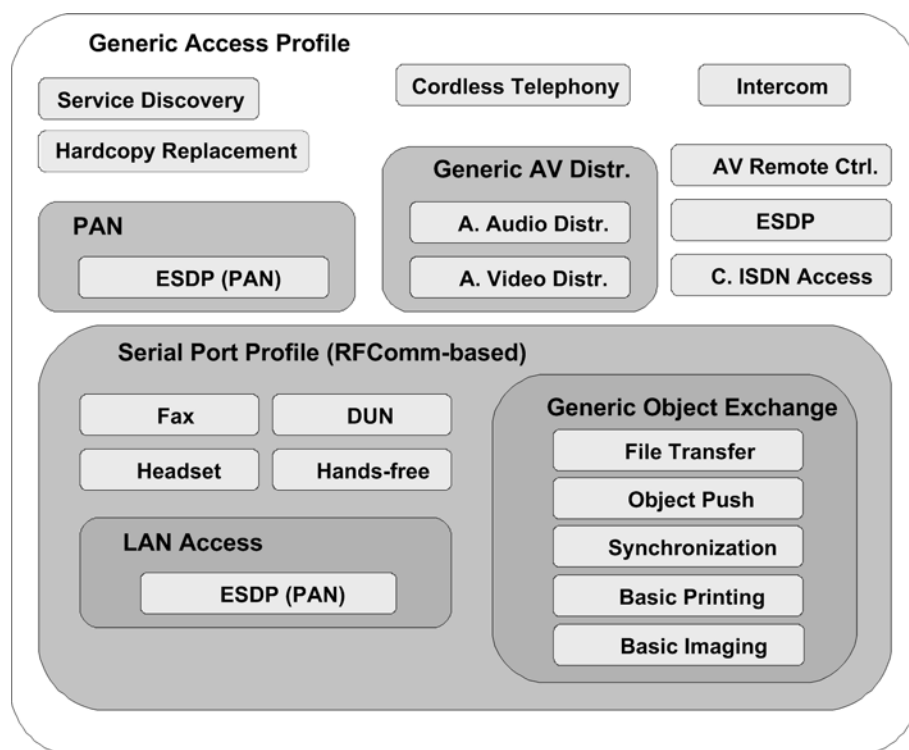 Generic Access Profile
Service Discovery
Cordless Telephony
Intercom
Hardcopy Replacement
Generic AV Distr.
AV Remote Ctrl.
PAN
A. Audio Distr.
ESDP
ESDP (PAN)
A. Video Distr.
C. ISDN Access
Serial Port Profile (RFComm-based)
Fax
DUN
Headset
Hands-free
LAN Access
ESDP (PAN)
Generic Object Exchange
File Transfer
Object Push
Synchronization
Basic Printing
Basic Imaging